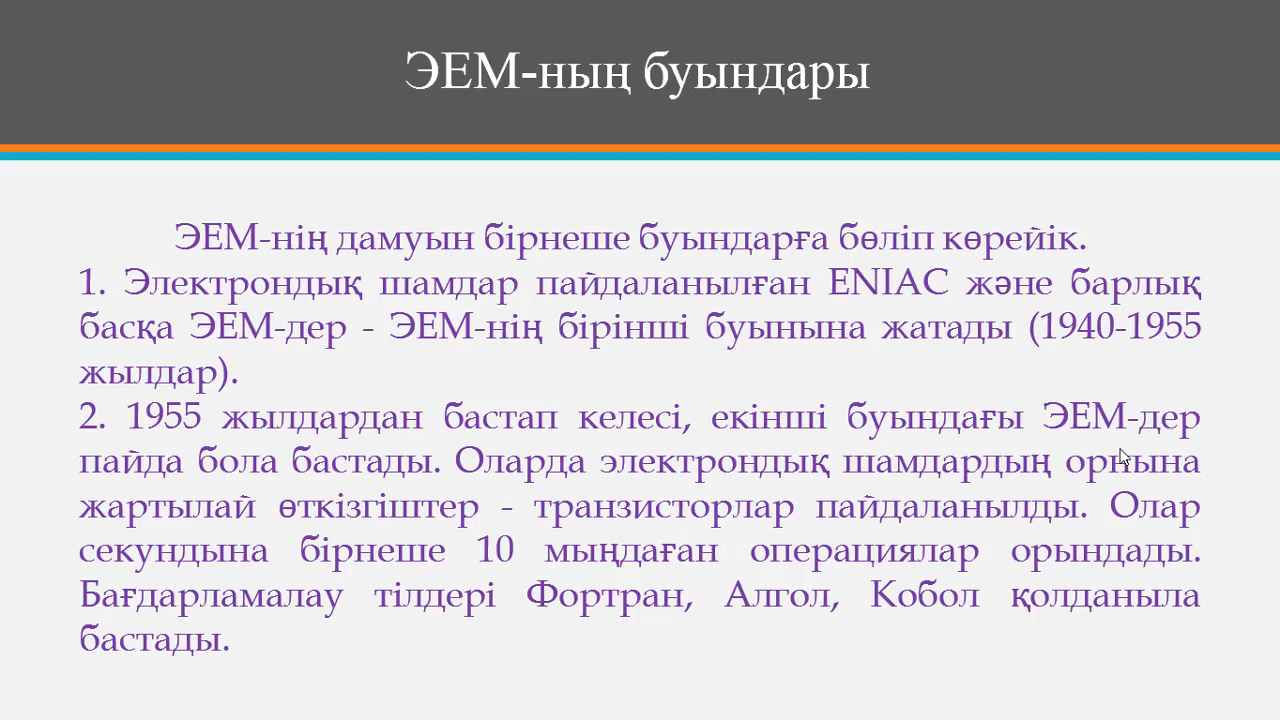 ЭЕМ-ның буындары
ЭЕМ-нің дамуын бірнеше буындарға бөліп көрейік.
1. Электрондық шамдар пайдаланылған ENIAC және барлық
басқа ЭЕМ-дер - ЭЕМ-нің бірінші буынына жатады (1940-1955
жылдар).
2. 1955 жылдардан бастап келесі, екінші буындағы ЭЕМ-дер
пайда бола бастады. Оларда электрондық шамдардың орнына
жартылай өткізгіштер - транзисторлар пайдаланылды. Олар
секундына бірнеше 10 мыңдаған операциялар орындады.
Бағдарламалау тілдері Фортран, Алгол, Кобол қолданыла
бастады.